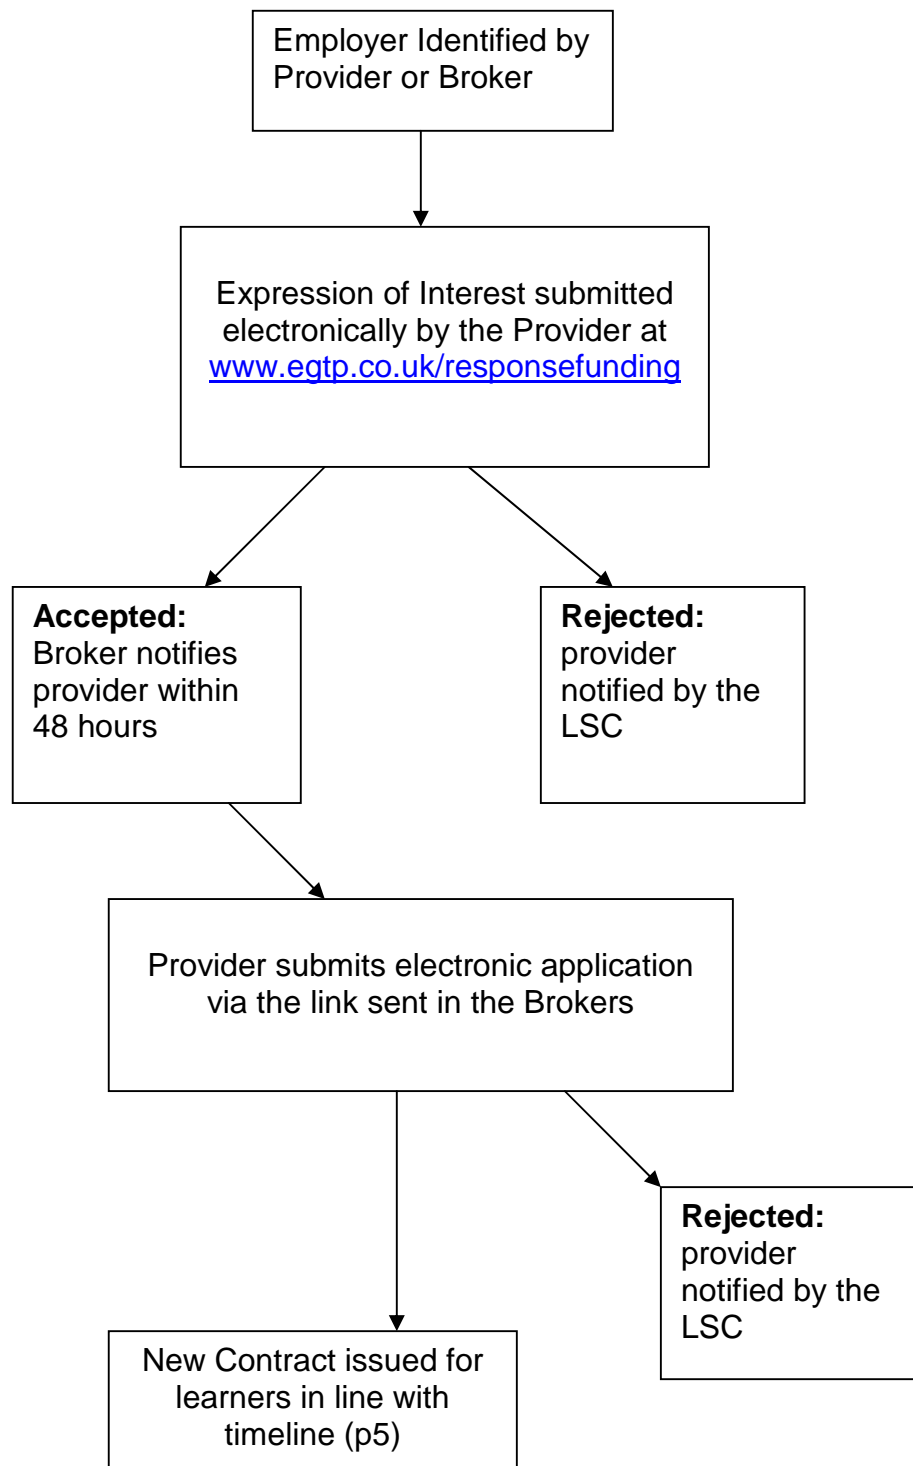 Employer Identified by
Provider or Broker
Expression of Interest submitted
electronically by the Provider at
www.egtp.co.uk/responsefunding
Accepted:
Broker notifies
provider within
48 hours
Rejected:
provider
notified by the
LSC
Provider submits electronic application
via the link sent in the Brokers
Rejected:
provider
notified by the
LSC
New Contract issued for
learners in line with
timeline (p5)